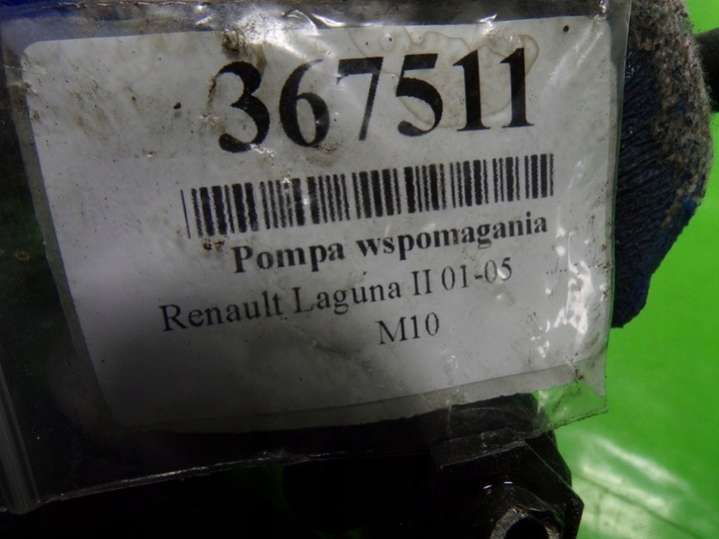 367511
Pompa wspomagania
Renault Laguna II 01-05
M10